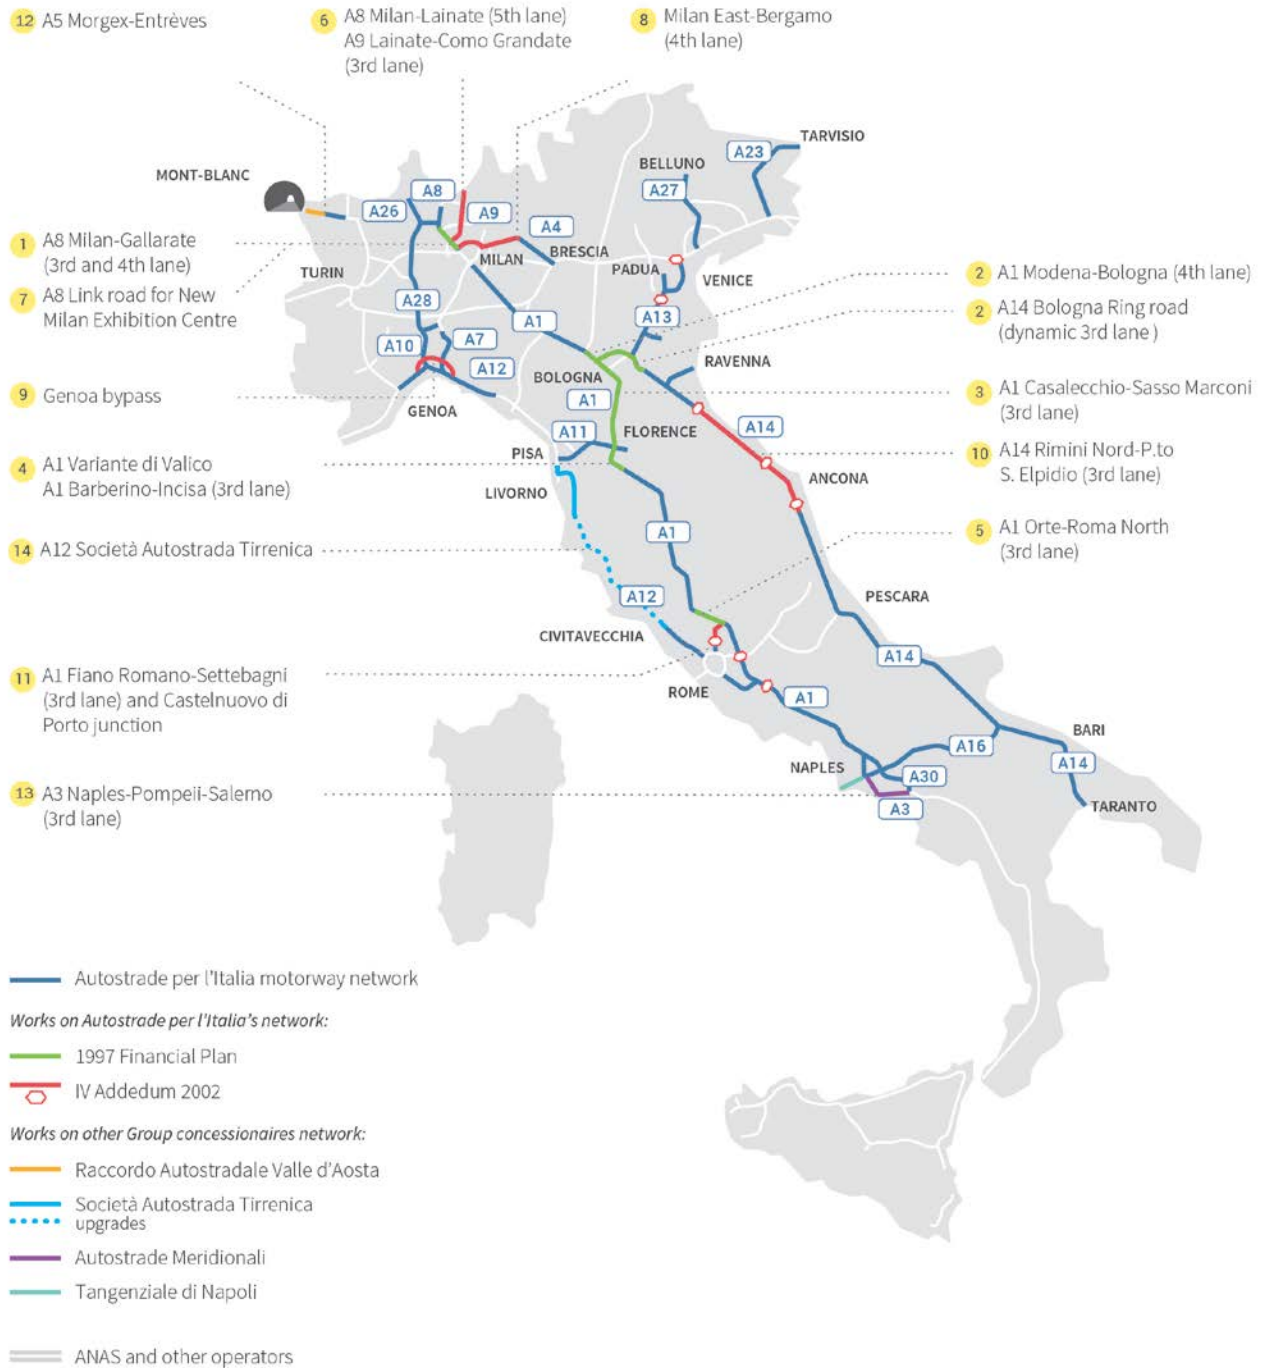 12 A5 Morgex-Entrèves
6 A8 Milan-Lainate (5th lane)
A9 Lainate-Como Grandate
(3rd lane)
8 Milan East-Bergamo
(4th lane)
TARVISIO
A23
BELLUNO
MONT-BLANC
A8
A27
A26
A9
A4
1 A8 Milan-Gallarate
(3rd and 4th lane)
BRESCIA
MILAN
PADUA
VENICE
TURIN
2 A1 Modena-Bologna (4th lane)
7 A8 Link road for New
Milan Exhibition Centre
A28
2 A14 Bologna Ring road
(dynamic 3rd lane )
A1
A13
A10
A7
RAVENNA
A12
BOLOGNA
9 Genoa bypass
3 A1 Casalecchio-Sasso Marconi
(3rd lane)
A1
GENOA
A14
A11
FLORENCE
PISA
10 A14 Rimini Nord-P.to
S. Elpidio (3rd lane)
4 A1 Variante di Valico
A1 Barberino-Incisa (3rd lane)
ANCONA
LIVORNO
5 A1 Orte-Roma North
(3rd lane)
A1
14 A12 Società Autostrada Tirrenica
A12
PESCARA
CIVITAVECCHIA
A14
11 A1 Fiano Romano-Settebagni
(3rd lane) and Castelnuovo di
Porto junction
ROME
A1
BARI
A16
A14
NAPLES
A30
13 A3 Naples-Pompeii-Salerno
(3rd lane)
A3
TARANTO
Autostrade per l'Italia motorway network
Works on Autostrade per l'Italia's network:
1997 Financial Plan
IV Addedum 2002
Works on other Group concessionaires network:
Raccordo Autostradale Valle d'Aosta
Società Autostrada Tirrenica
upgrades
Autostrade Meridionali
Tangenziale di Napoli
ANAS and other operators